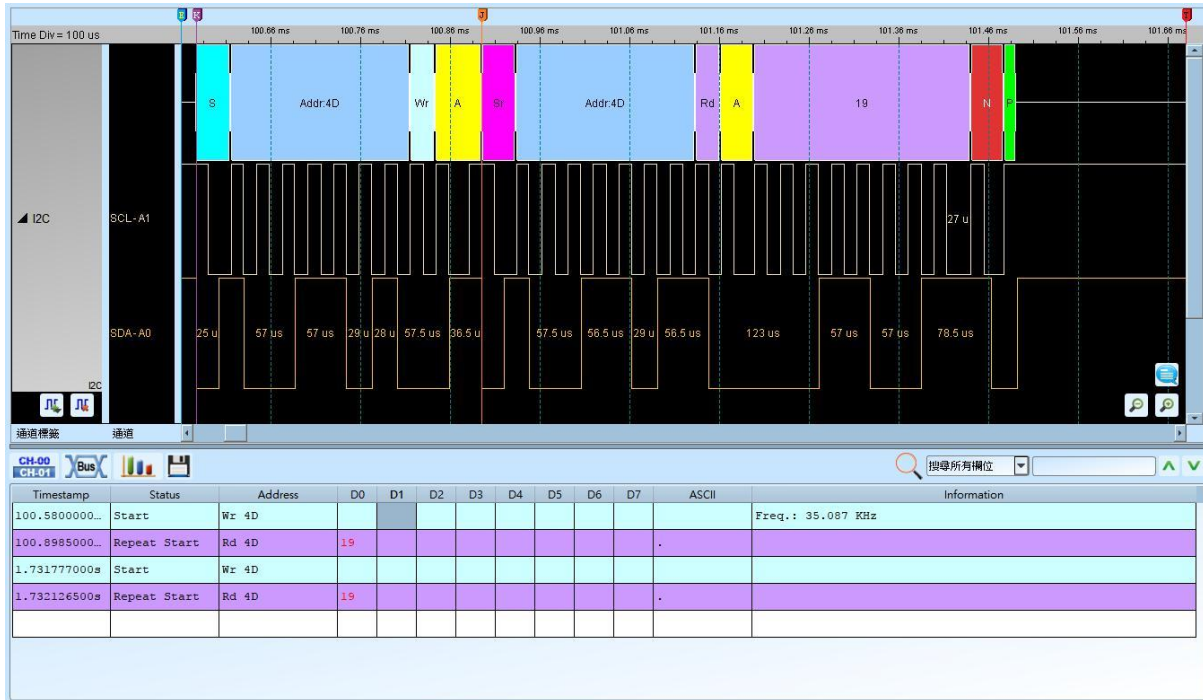 E K J T
Time Div = 100 us 100.66 ms 100.76 ms 100.86 ms 100.96 ms 101.06 ms 101.16 ms 101.26 ms 101.36 ms 101.46 ms 101.56 ms 101.66 ms
S Addr:4D Wr A Sr Addr:4D Rd A 19 N P
I2C SCL-A1 27 u
SDA-A0 25 u 57 us 57 us 29 u 28 u 57.5 us 36.5 u 57.5 us 56.5 us 29 u 56.5 us 123 us 57 us 57 us 78.5 us
I2C
通道標籤 通道
CH-00 Bus 搜尋所有欄位
CH-01
Timestamp Status Address D0 D1 D2 D3 D4 D5 D6 D7 ASCII Information
100.5800000... Start Wr 4D Freq.: 35.087 KHz
100.8985000... Repeat Start Rd 4D 19 .
1.731777000s Start Wr 4D
1.732126500s Repeat Start Rd 4D 19 .